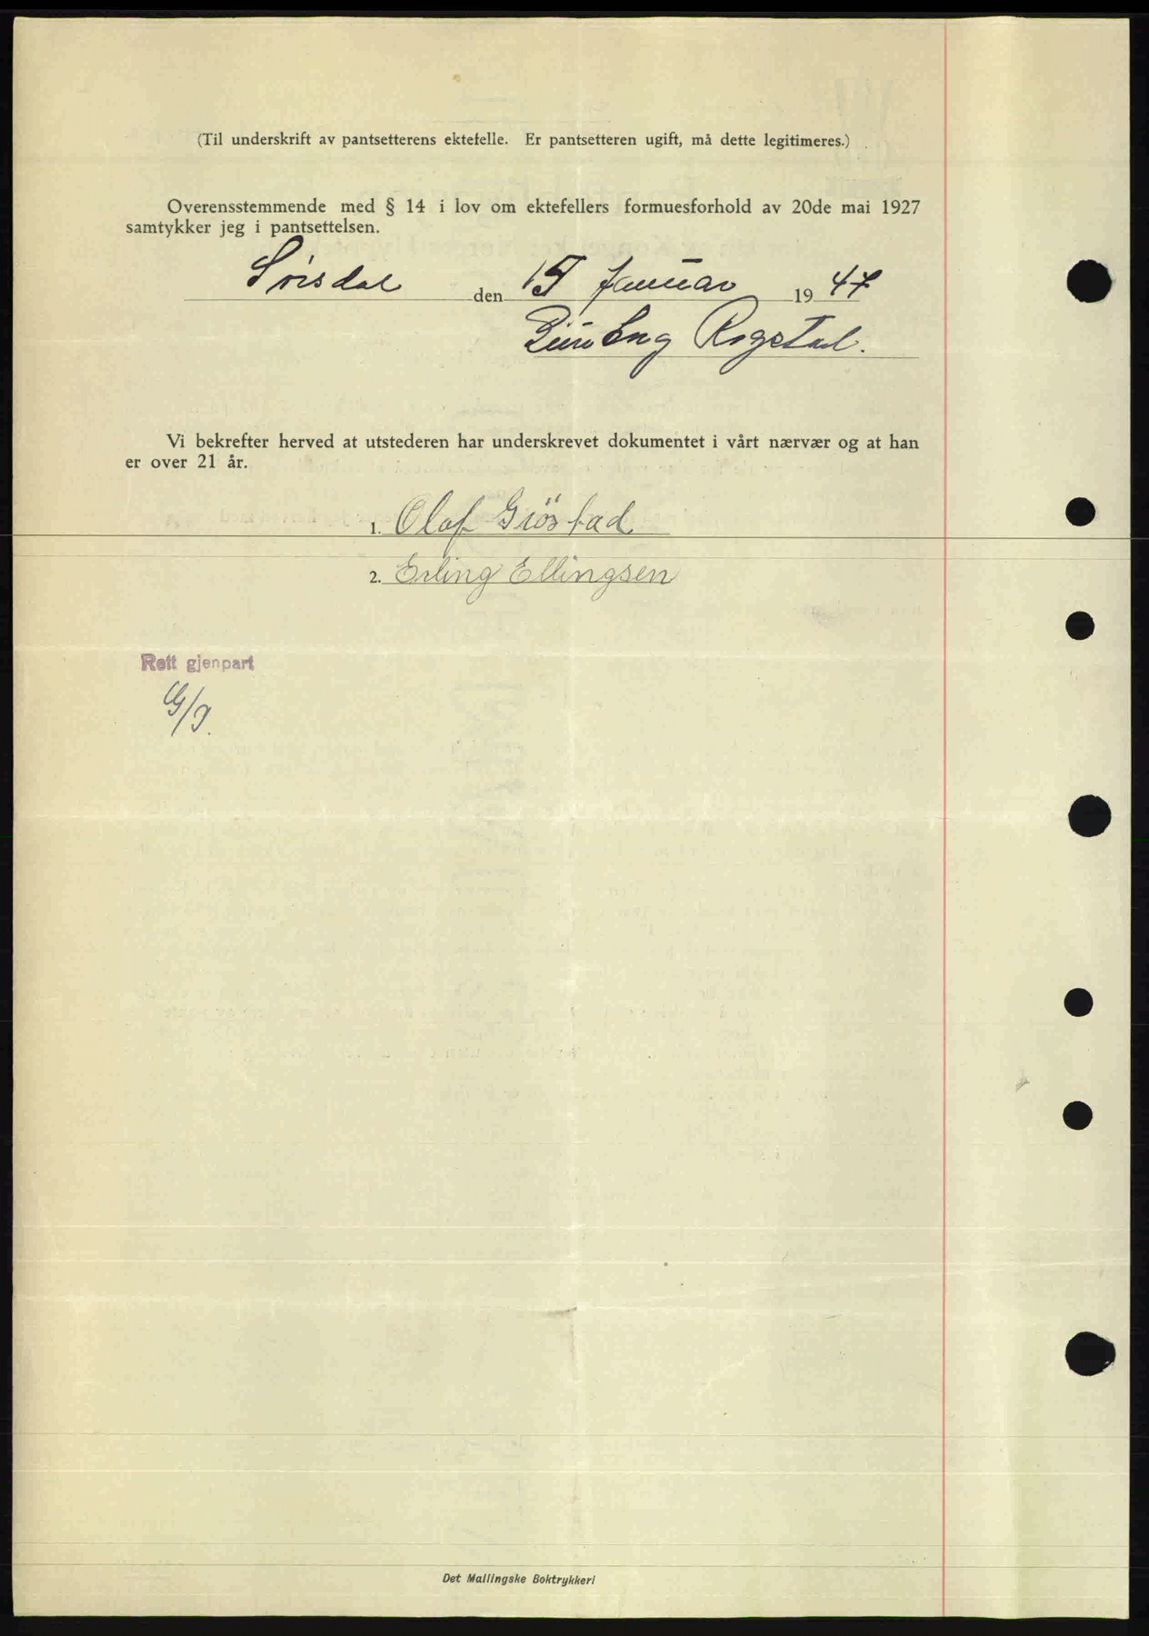 (Til underskrift av pantsetterens ektefelle. Er pantsetteren ugift, må dette legitimeres.)
Overensstemmende med § 14 i lov om ektefellers formuesforhold av 20de mai 1927
samtykker jeg i pantsettelsen.
den 15 Januar 1947
Rogstad.
Vi bekrefter herved at utstederen har underskrevet dokumentet i vårt nærvær og at han
er over 21 år.
1. Olaf Gröstad
2. Erling Ellingsen
Rett gjenpart
Det Mallingske Boktrykkeri